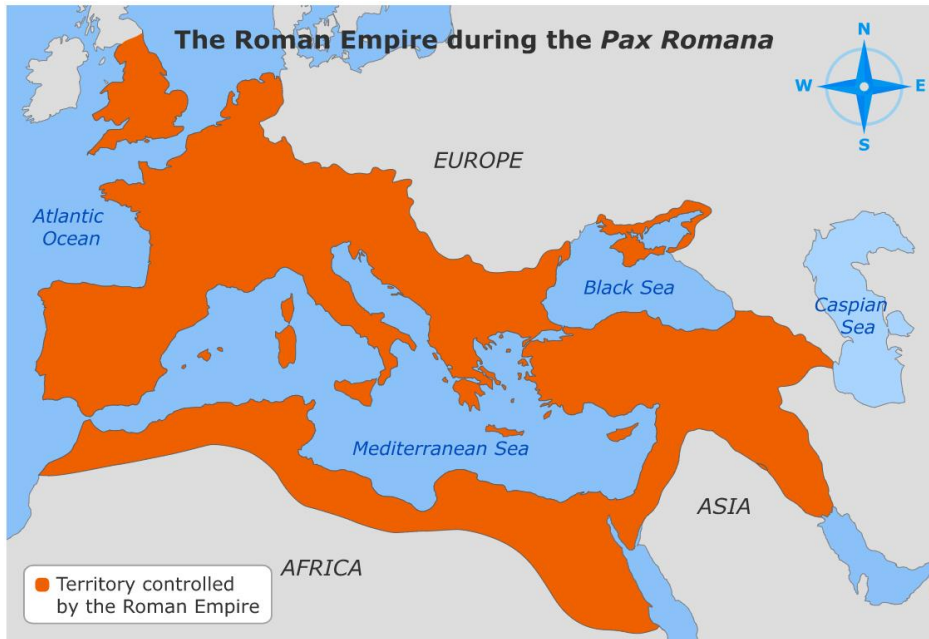 The Roman Empire during the Pax Romana
N
W
E
S
EUROPE
Atlantic
Ocean
Black Sea
Caspian
Sea
Mediterranean Sea
ASIA
AFRICA
Territory controlled
by the Roman Empire